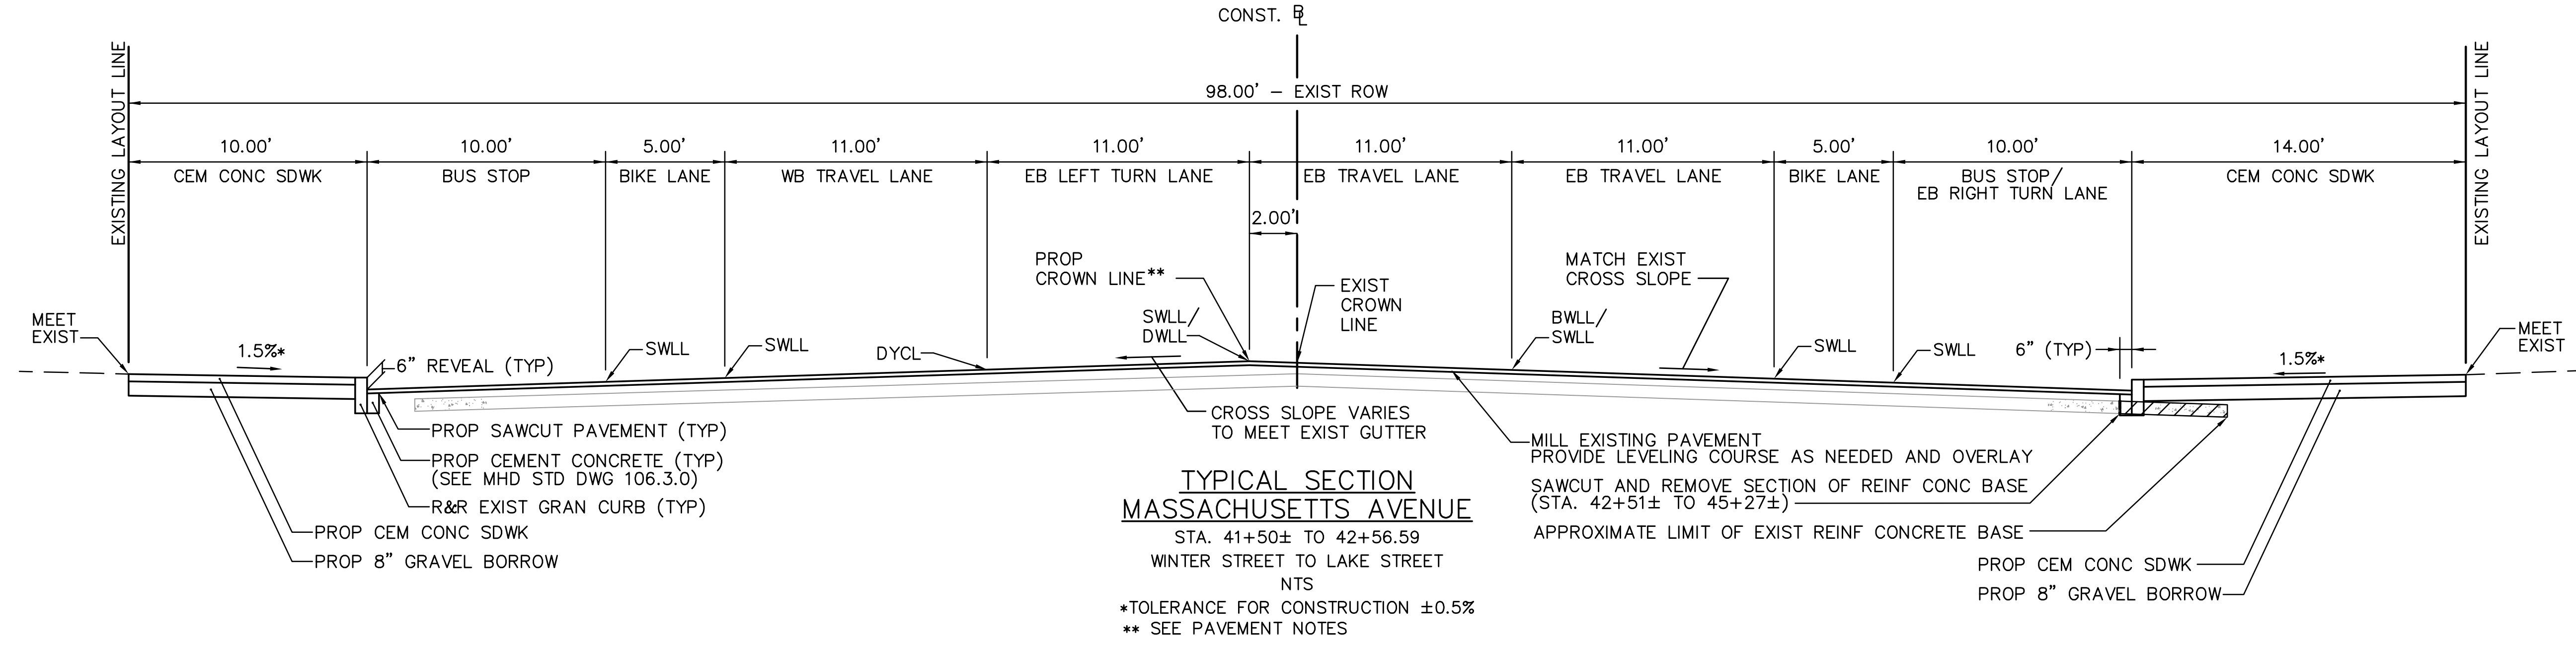 CONST. BL
EXISTING LAYOUT LINE
98.00' - EXIST ROW
EXISTING LAYOUT LINE
10.00'
CEM CONC SDWK
10.00'
BUS STOP
5.00'
BIKE LANE
11.00'
WB TRAVEL LANE
11.00'
EB LEFT TURN LANE
11.00'
EB TRAVEL LANE
11.00'
EB TRAVEL LANE
5.00'
BIKE LANE
10.00'
BUS STOP/
EB RIGHT TURN LANE
14.00'
CEM CONC SDWK
2.00'
MEET
EXIST
1.5%*
6" REVEAL (TYP)
SWLL
SWLL
DYCL
PROP
CROWN LINE**
SWLL/
DWLL
EXIST
CROWN
LINE
BWLL/
SWLL
MATCH EXIST
CROSS SLOPE
SWLL
SWLL
6" (TYP)
1.5%*
MEET
EXIST
PROP SAWCUT PAVEMENT (TYP)
PROP CEMENT CONCRETE (TYP)
(SEE MHD STD DWG 106.3.0)
R&R EXIST GRAN CURB (TYP)
PROP CEM CONC SDWK
PROP 8" GRAVEL BORROW
CROSS SLOPE VARIES
TO MEET EXIST GUTTER
MILL EXISTING PAVEMENT
PROVIDE LEVELING COURSE AS NEEDED AND OVERLAY
SAWCUT AND REMOVE SECTION OF REINF CONC BASE
(STA. 42+51± TO 45+27±)
APPROXIMATE LIMIT OF EXIST REINF CONCRETE BASE
PROP CEM CONC SDWK
PROP 8" GRAVEL BORROW
TYPICAL SECTION
MASSACHUSETTS AVENUE
STA. 41+50± TO 42+56.59
WINTER STREET TO LAKE STREET
NTS
*TOLERANCE FOR CONSTRUCTION ±0.5%
** SEE PAVEMENT NOTES